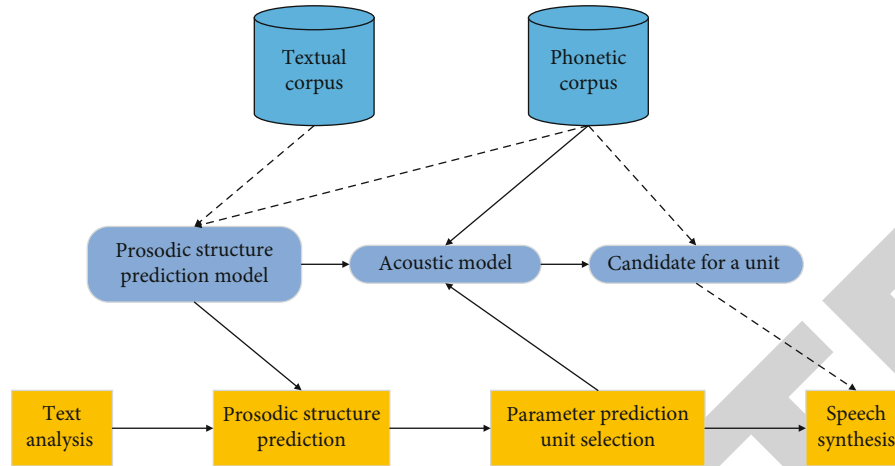 Textual
corpus
Phonetic
corpus
Prosodic structure
prediction model
Acoustic model
Candidate for a unit
Text
analysis
Prosodic structure
prediction
Parameter prediction
unit selection
Speech
synthesis